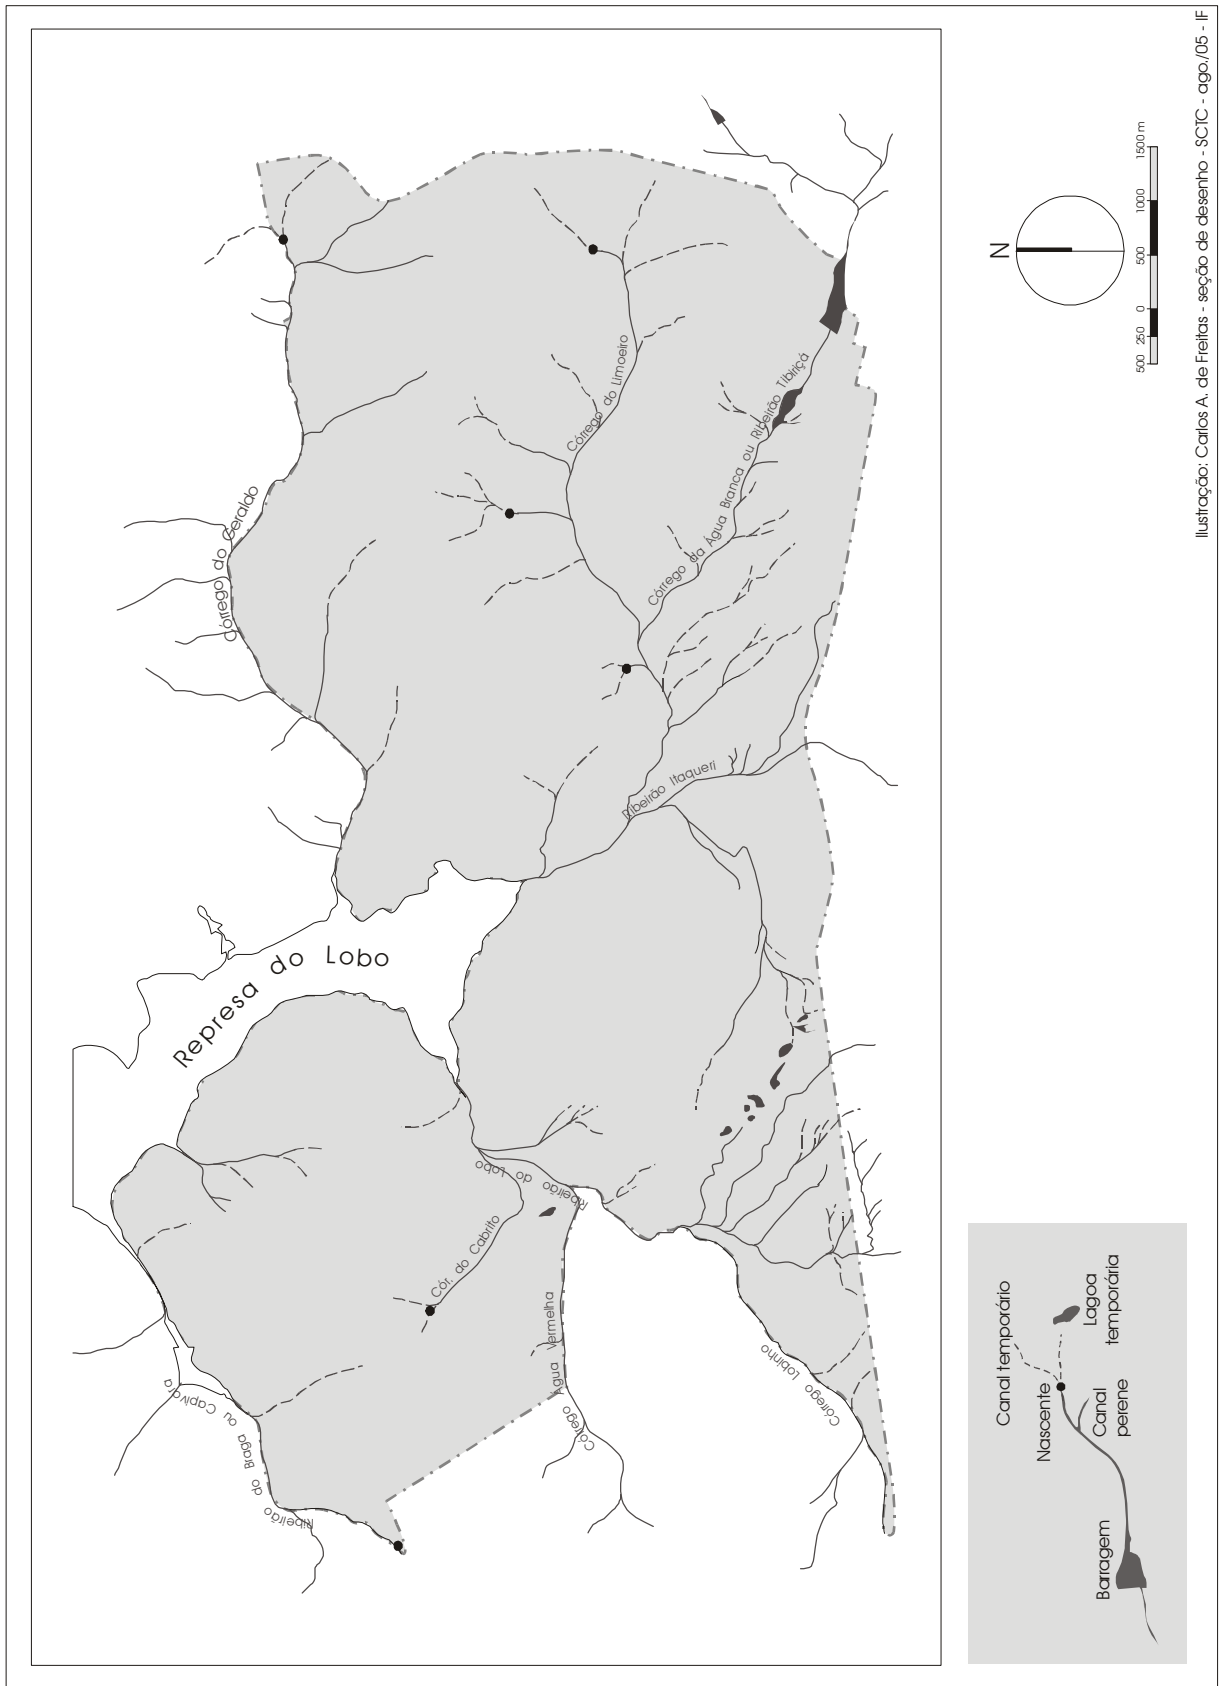 Córrego do Geraldo
Córrego do Limoeiro
Córrego da Água Branca ou Ribeirão Tibiriçá
Ribeirão Itaqueri
Represa do Lobo
Ribeirão do Lobo
Cór. do Cabrito
Córrego Água Vermelha
Córrego Lobinho
Ribeirão do Braga ou Capivara
N
500 250 0 500 1000 1500 m
Canal temporário
Nascente
Lagoa
temporária
Canal
perene
Barragem
Ilustração: Carlos A. de Freitas - seção de desenho - SCTC - ago./05 - IF